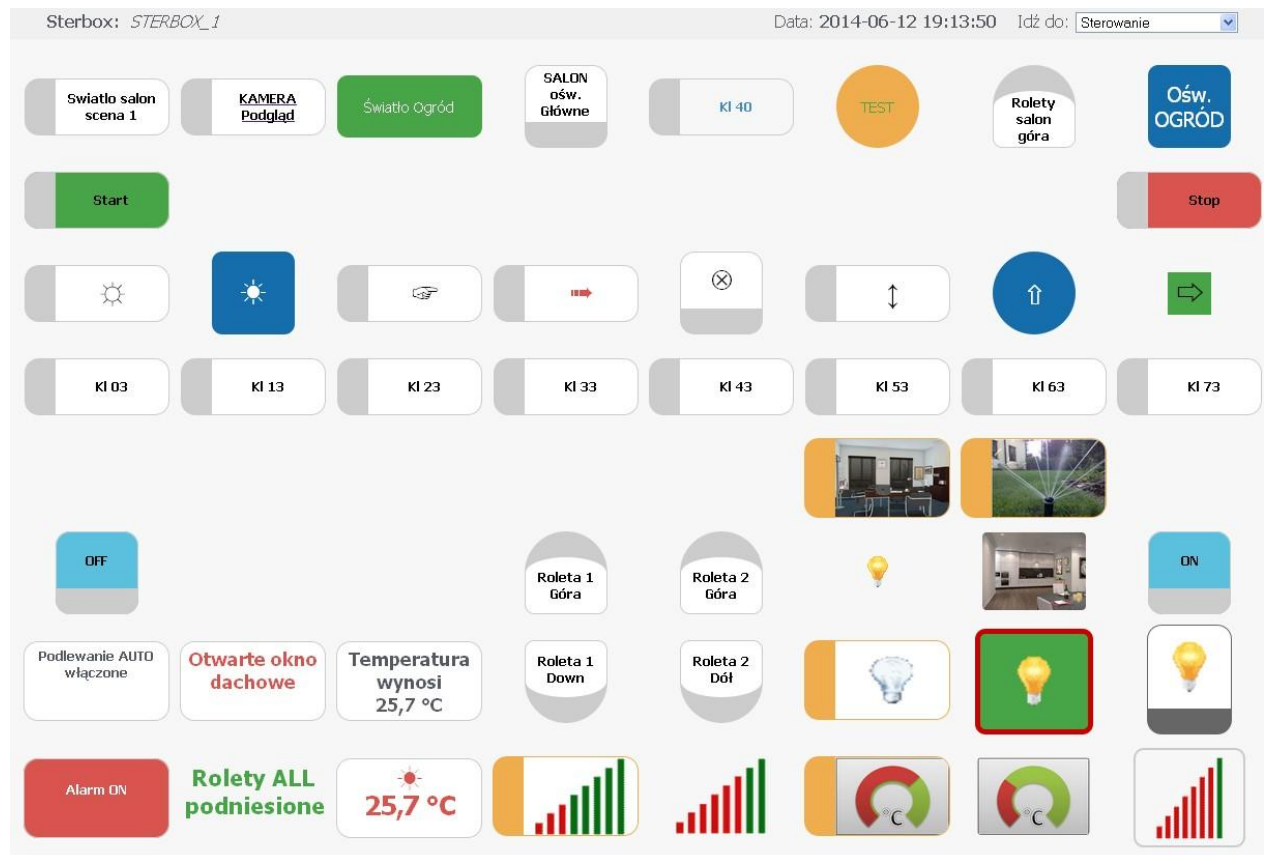 Sterbox: STERBOX_1 Data: 2014-06-12 19:13:50 Idź do: Sterowanie
Swiatlo salon
scena 1
KAMERA
Podgląd
Światło Ogród
SALON
ośw.
Główne
Kl 40
TEST
Rolety
salon
góra
Ośw.
OGRÓD
Start
Stop
Kl 03
Kl 13
Kl 23
Kl 33
Kl 43
Kl 53
Kl 63
Kl 73
OFF
Roleta 1
Góra
Roleta 2
Góra
ON
Podlewanie AUTO
włączone
Otwarte okno
dachowe
Temperatura
wynosi
25,7 °C
Roleta 1
Down
Roleta 2
Dół
Alarm ON
Rolety ALL
podniesione
25,7 °C
°C
°C